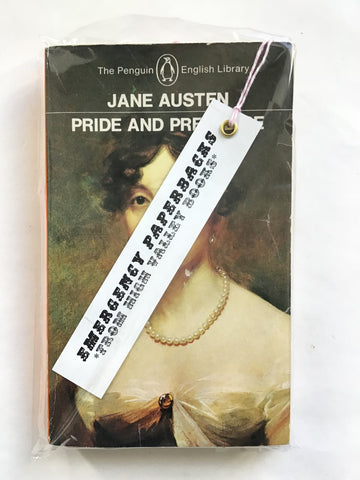 The Penguin English Library
JANE AUSTEN
PRIDE AND PRE E
EMERGENCY PAPERBACKS
*FROM HIGH VALLEY BOOKS*